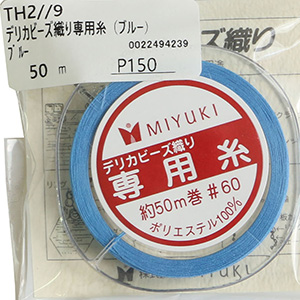 TH2//9
デリカビーズ織り専用糸 (ブルー)
ブルー
0022494239
50 m
P150
織り
MIYUKI
デリカビーズ織り
専用糸
約50m巻 #60
ポリエステル100%
MIYUKI